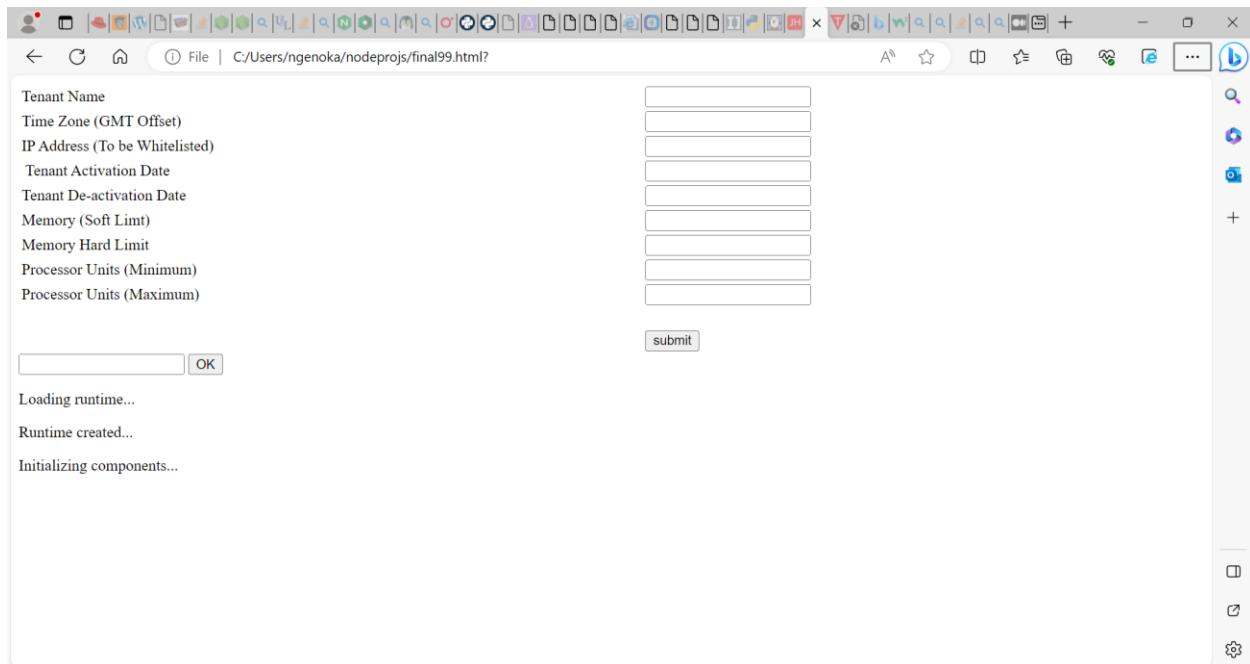 File | C:/Users/ngenoka/nodeprojs/final99.html?
Tenant Name
Time Zone (GMT Offset)
IP Address (To be Whitelisted)
Tenant Activation Date
Tenant De-activation Date
Memory (Soft Limt)
Memory Hard Limit
Processor Units (Minimum)
Processor Units (Maximum)
submit
OK
Loading runtime...
Runtime created...
Initializing components...